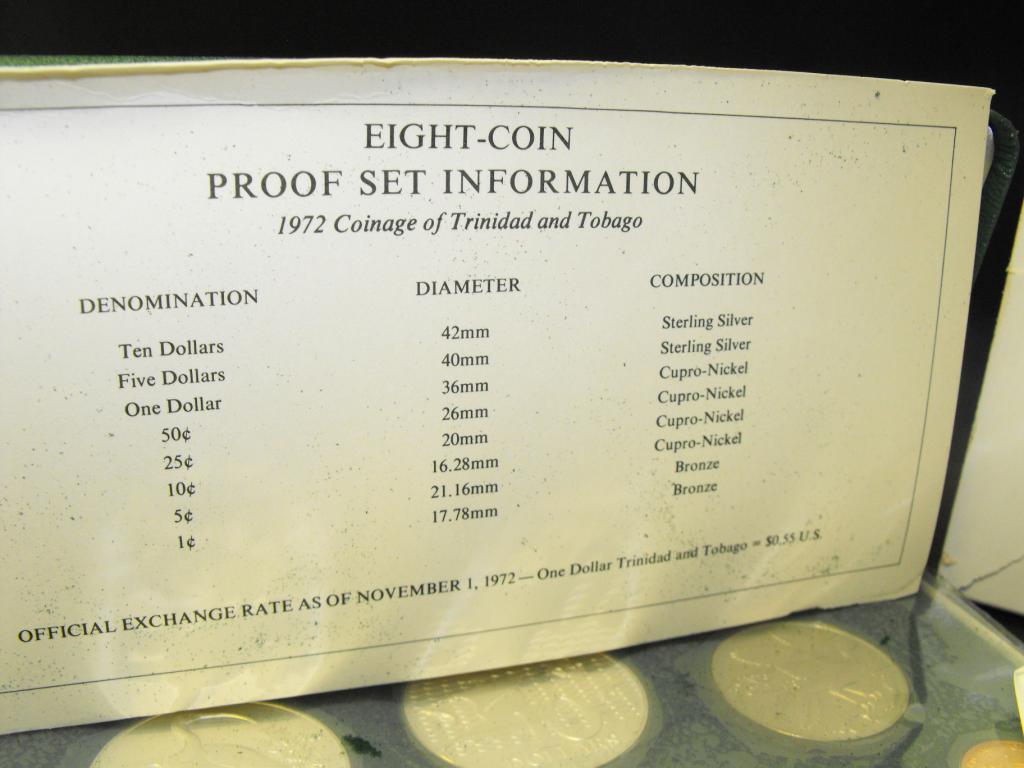 EIGHT-COIN
PROOF SET INFORMATION
1972 Coinage of Trinidad and Tobago
DENOMINATION DIAMETER COMPOSITION
Ten Dollars 42mm Sterling Silver
Five Dollars 40mm Sterling Silver
One Dollar 36mm Cupro-Nickel
50¢ 26mm Cupro-Nickel
25¢ 20mm Cupro-Nickel
10¢ 16.28mm Cupro-Nickel
5¢ 21.16mm Bronze
1¢ 17.78mm Bronze
OFFICIAL EXCHANGE RATE AS OF NOVEMBER 1, 1972 — One Dollar Trinidad and Tobago = $0.55 U.S.